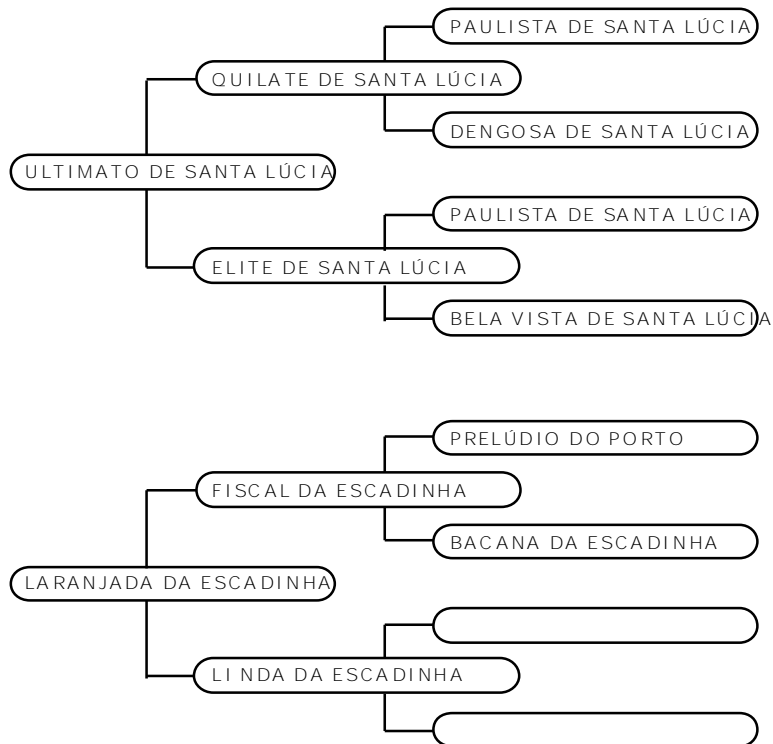 PAULISTA DE SANTA LÚCIA
QUILATE DE SANTA LÚCIA
DENGOSA DE SANTA LÚCIA
ULTIMATO DE SANTA LÚCIA
PAULISTA DE SANTA LÚCIA
ELITE DE SANTA LÚCIA
BELA VISTA DE SANTA LÚCIA
PRELÚDIO DO PORTO
FISCAL DA ESCADINHA
BACANA DA ESCADINHA
LARANJADA DA ESCADINHA
LINDA DA ESCADINHA